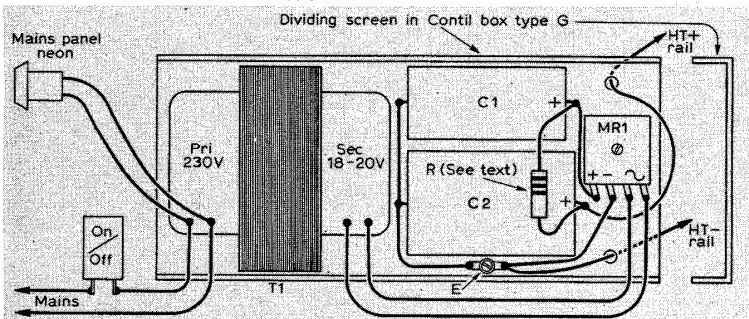 Dividing screen in Contil box type G
HT+
rail
Mains panel
neon
C1
+
MR1
Pri
230V
Sec
18-20V
R (See text)
+ - ~
C2
+
On
Off
HT-
rail
E
T1
Mains